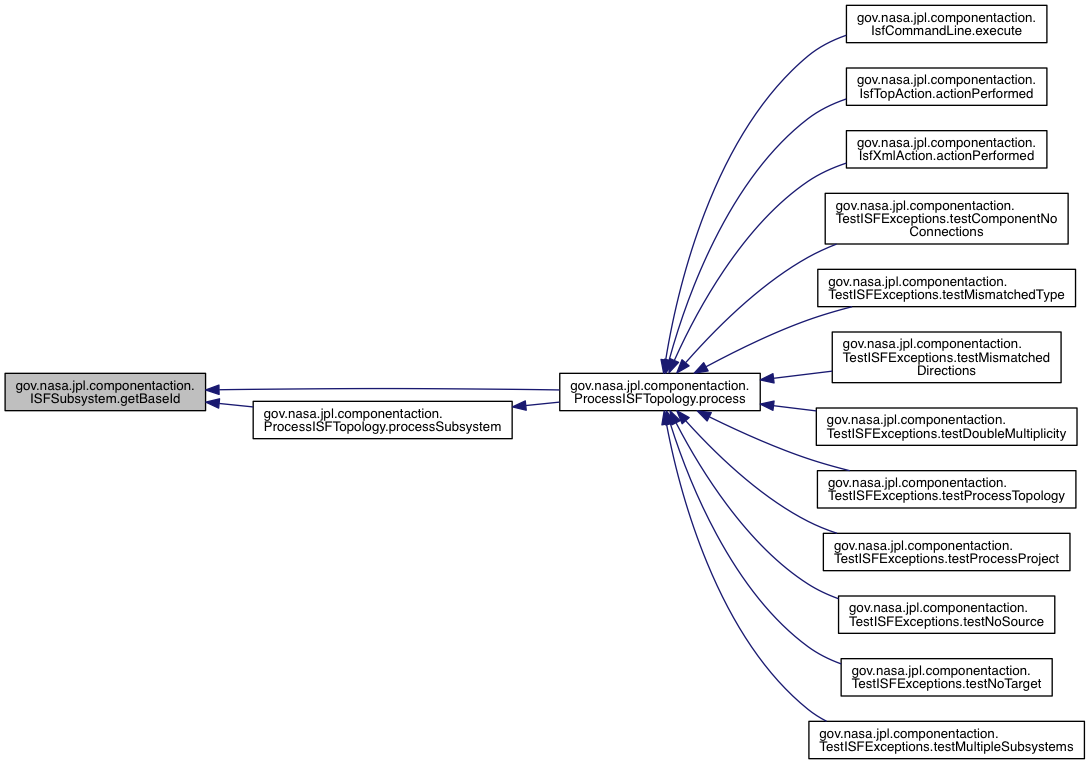 gov.nasa.jpl.componentaction.
IsfCommandLine.execute
gov.nasa.jpl.componentaction.
IsfTopAction.actionPerformed
gov.nasa.jpl.componentaction.
IsfXmlAction.actionPerformed
gov.nasa.jpl.componentaction.
TestISFExceptions.testComponentNo
Connections
gov.nasa.jpl.componentaction.
TestISFExceptions.testMismatchedType
gov.nasa.jpl.componentaction.
TestISFExceptions.testMismatched
Directions
gov.nasa.jpl.componentaction.
ISFSubsystem.getBaseId
gov.nasa.jpl.componentaction.
ProcessISFTopology.processSubsystem
gov.nasa.jpl.componentaction.
ProcessISFTopology.process
gov.nasa.jpl.componentaction.
TestISFExceptions.testDoubleMultiplicity
gov.nasa.jpl.componentaction.
TestISFExceptions.testProcessTopology
gov.nasa.jpl.componentaction.
TestISFExceptions.testProcessProject
gov.nasa.jpl.componentaction.
TestISFExceptions.testNoSource
gov.nasa.jpl.componentaction.
TestISFExceptions.testNoTarget
gov.nasa.jpl.componentaction.
TestISFExceptions.testMultipleSubsystems